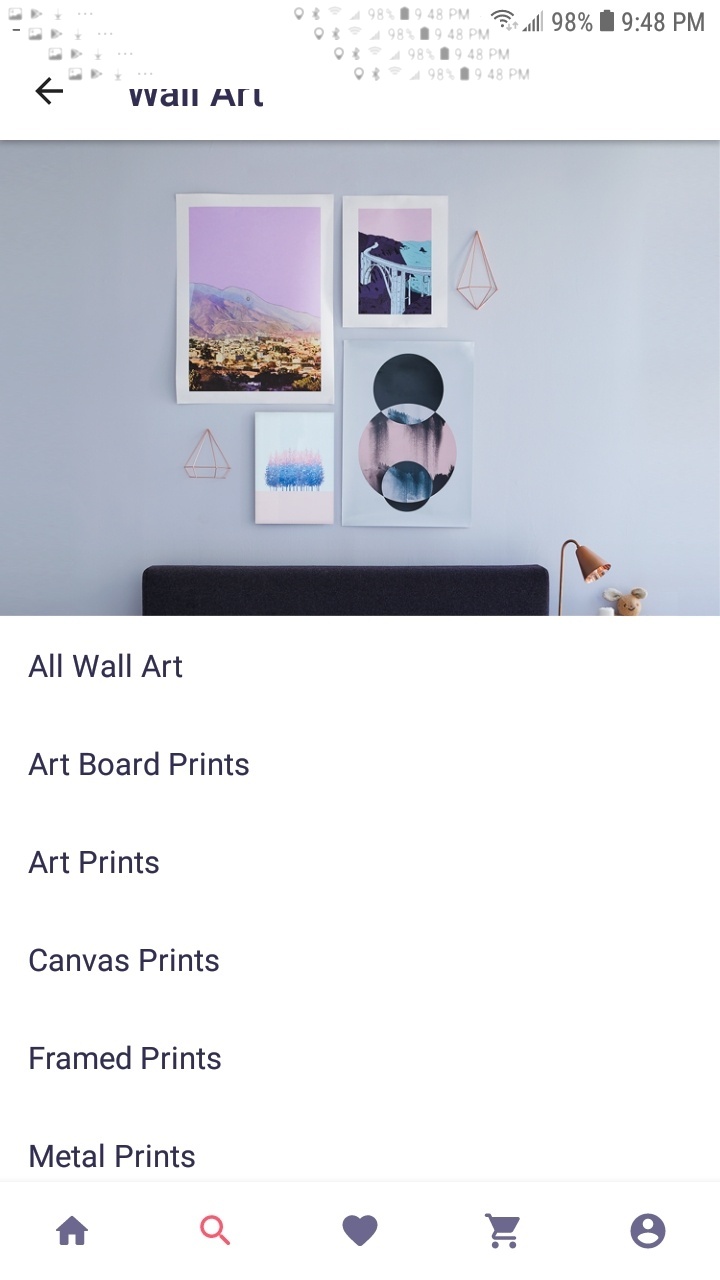 98% 9 48 PM
98% 9:48 PM
98% 9 48 PM
98% 9 48 PM
98% 9 48 PM
Wall Art
All Wall Art
Art Board Prints
Art Prints
Canvas Prints
Framed Prints
Metal Prints